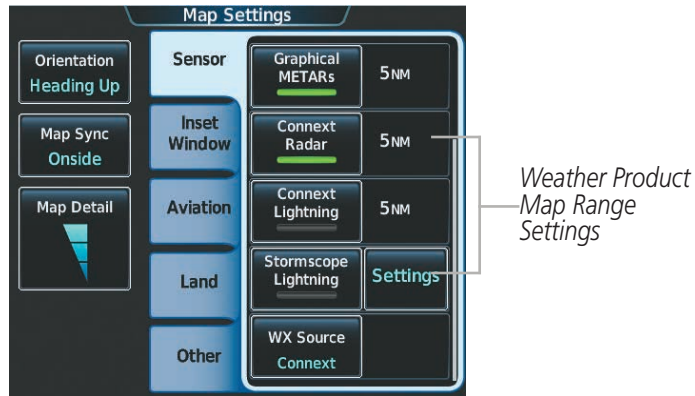 Map Settings
Orientation
Heading Up
Map Sync
Onside
Map Detail
Sensor
Inset
Window
Aviation
Land
Other
Graphical
METARs
5NM
Connext
Radar
5NM
Connext
Lightning
5NM
Stormscope
Lightning
Settings
WX Source
Connext
Weather Product
Map Range
Settings